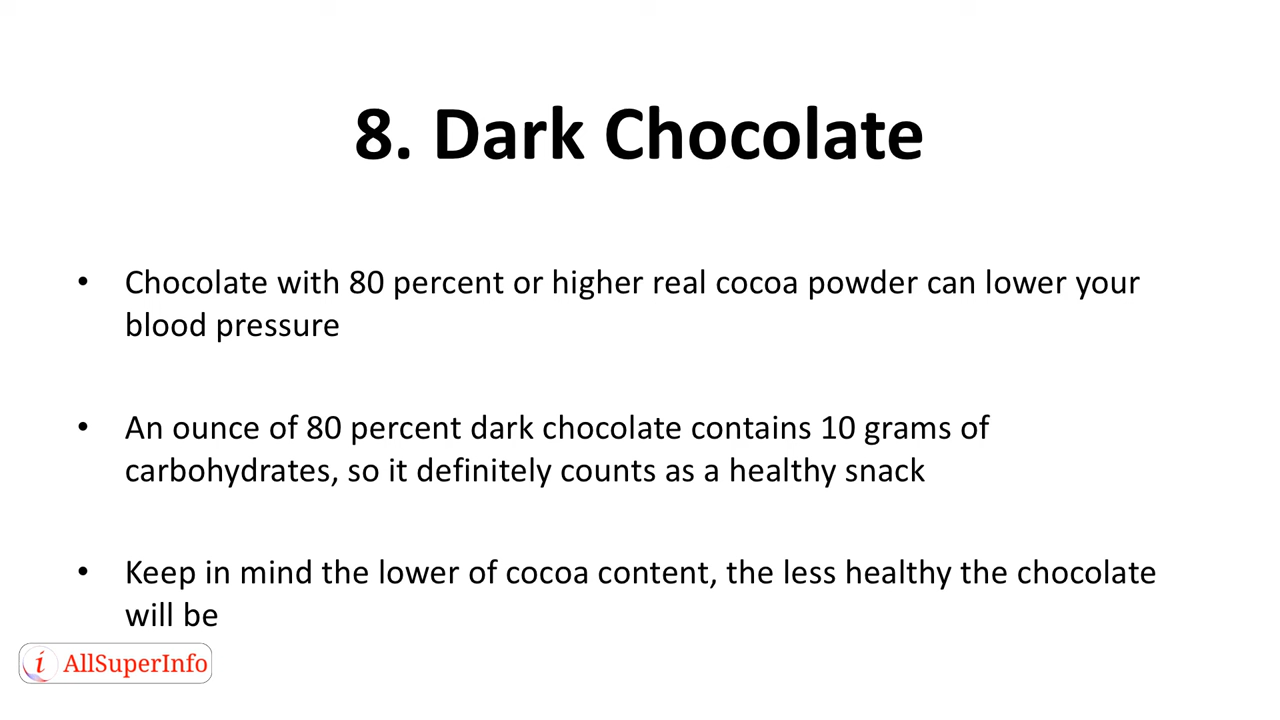 8. Dark Chocolate
• Chocolate with 80 percent or higher real cocoa powder can lower your
blood pressure
• An ounce of 80 percent dark chocolate contains 10 grams of
carbohydrates, so it definitely counts as a healthy snack
• Keep in mind the lower of cocoa content, the less healthy the chocolate
will be
i AllSuperInfo